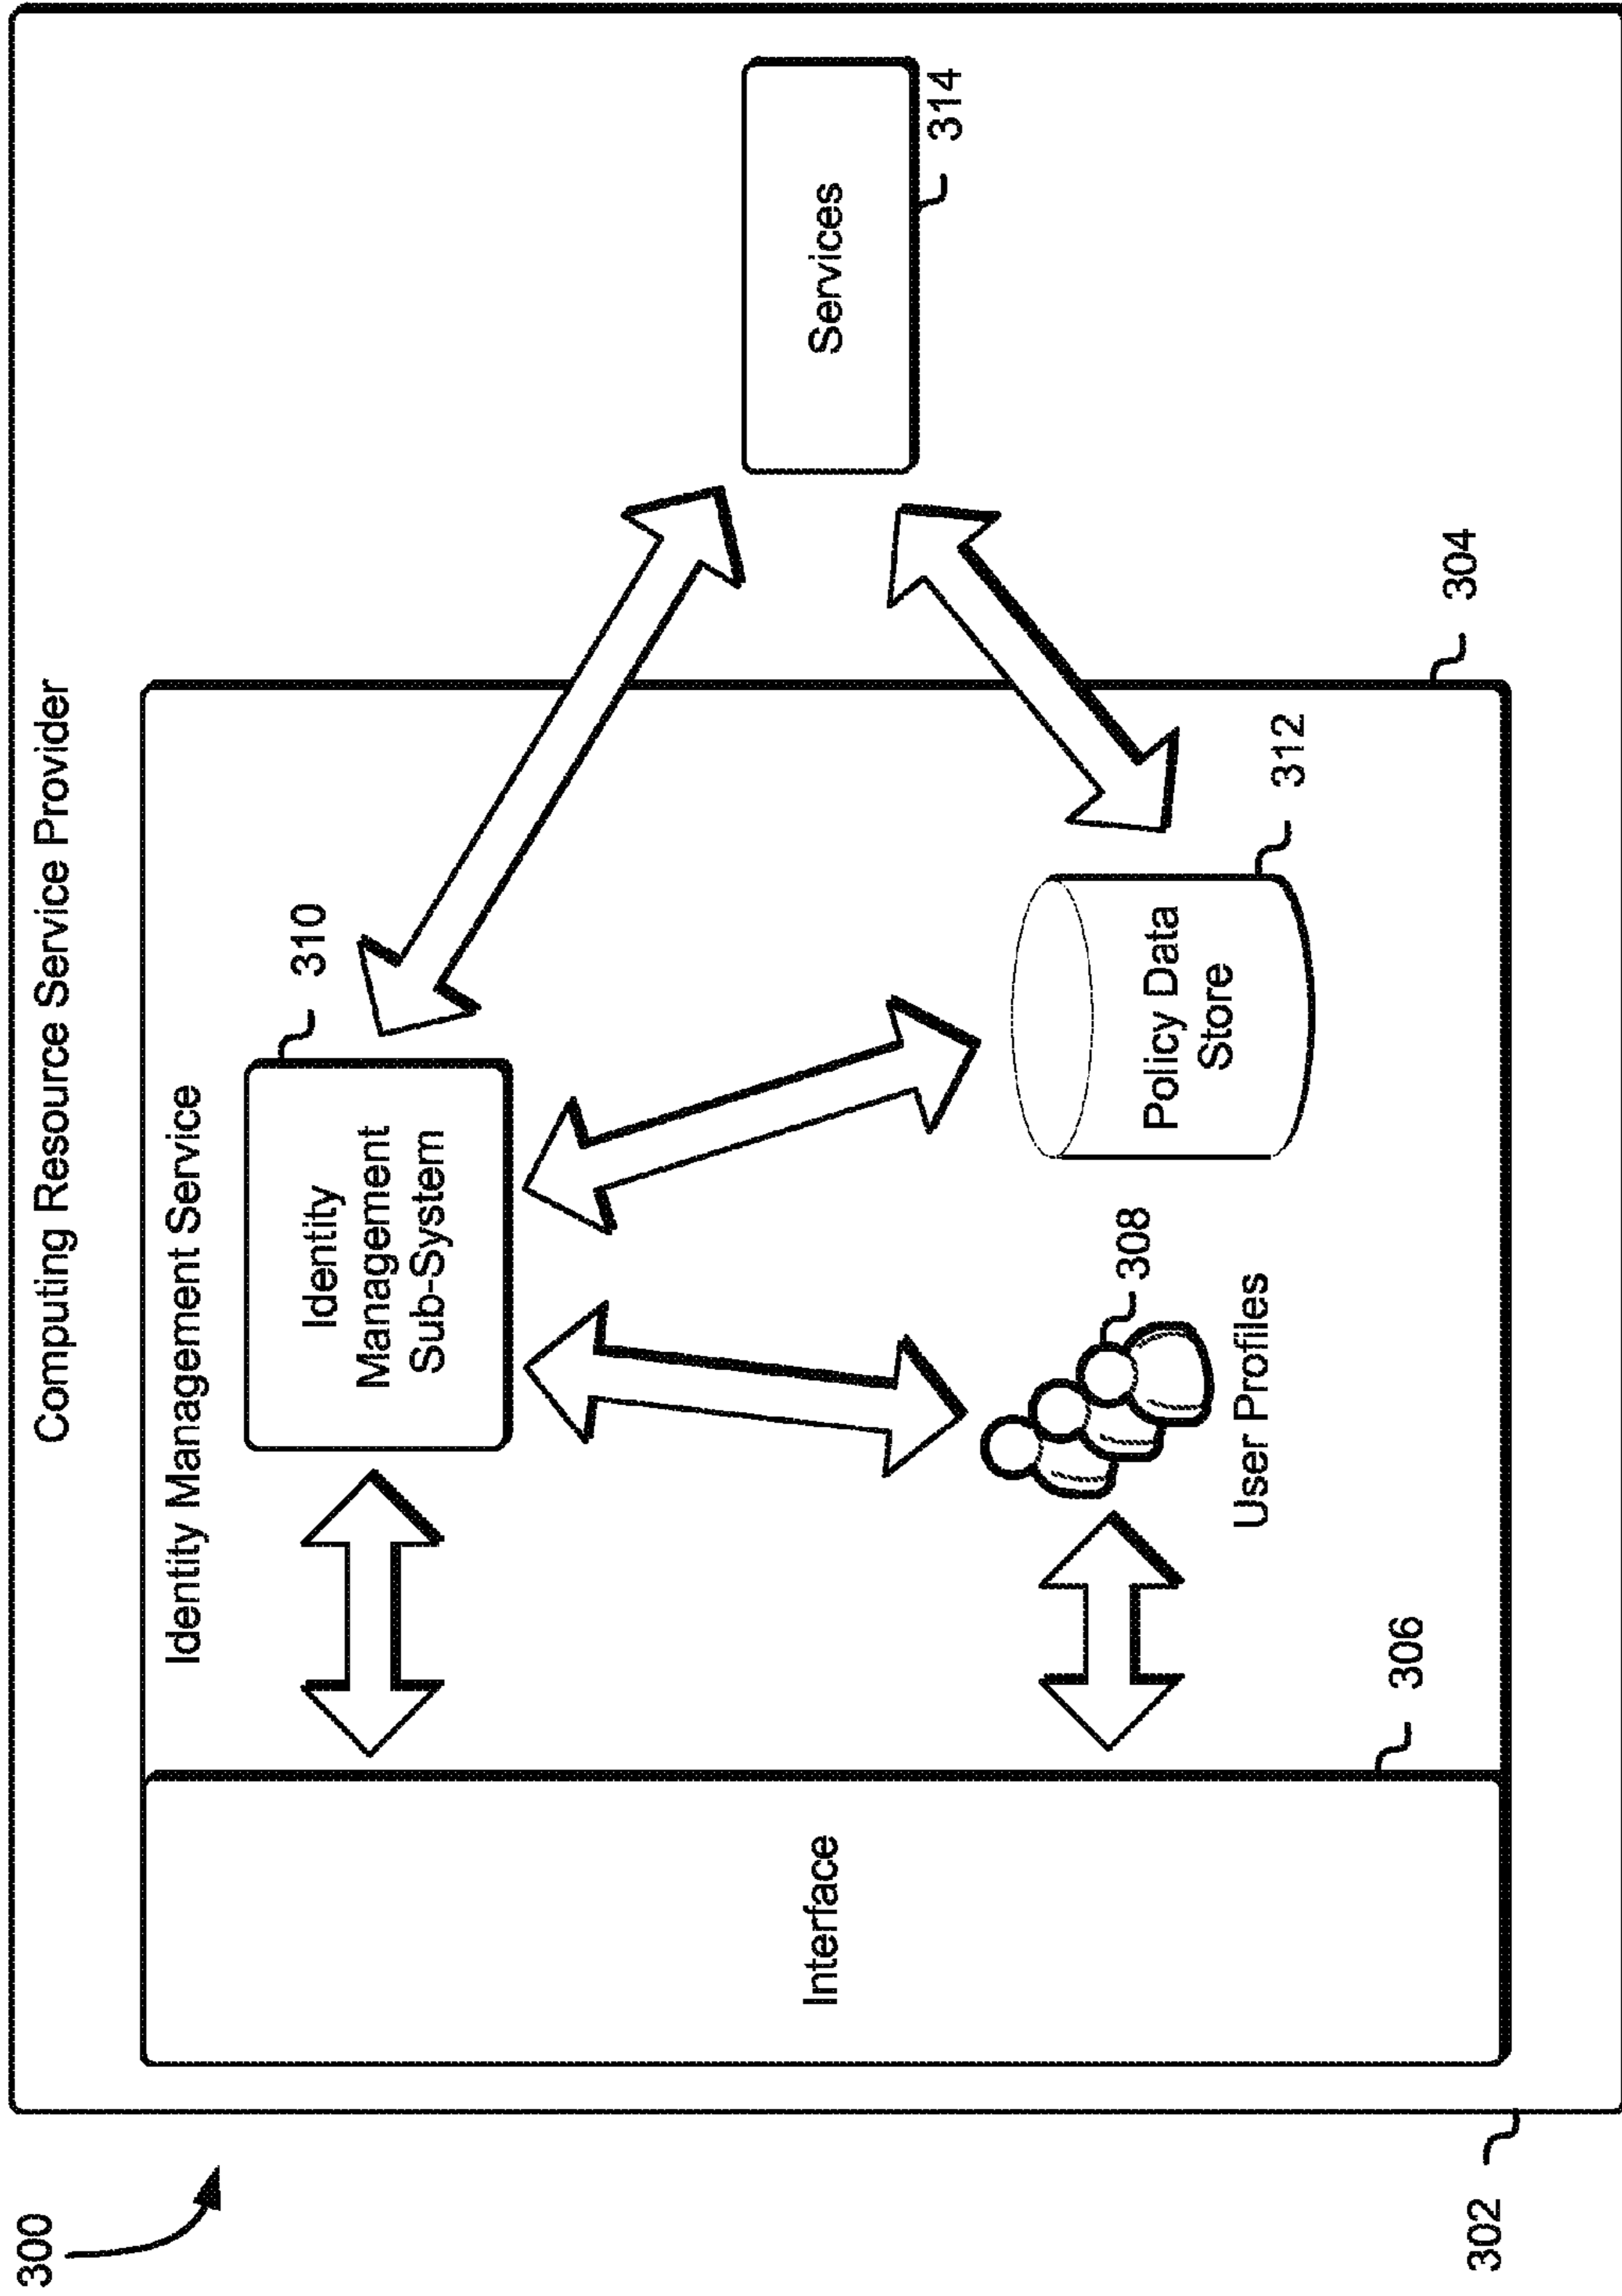 300
Computing Resource Service Provider
Identity Management Service
310
Identity
Management
Sub-System
Services
314
Interface
308
User Profiles
Policy Data
Store
312
306
304
302